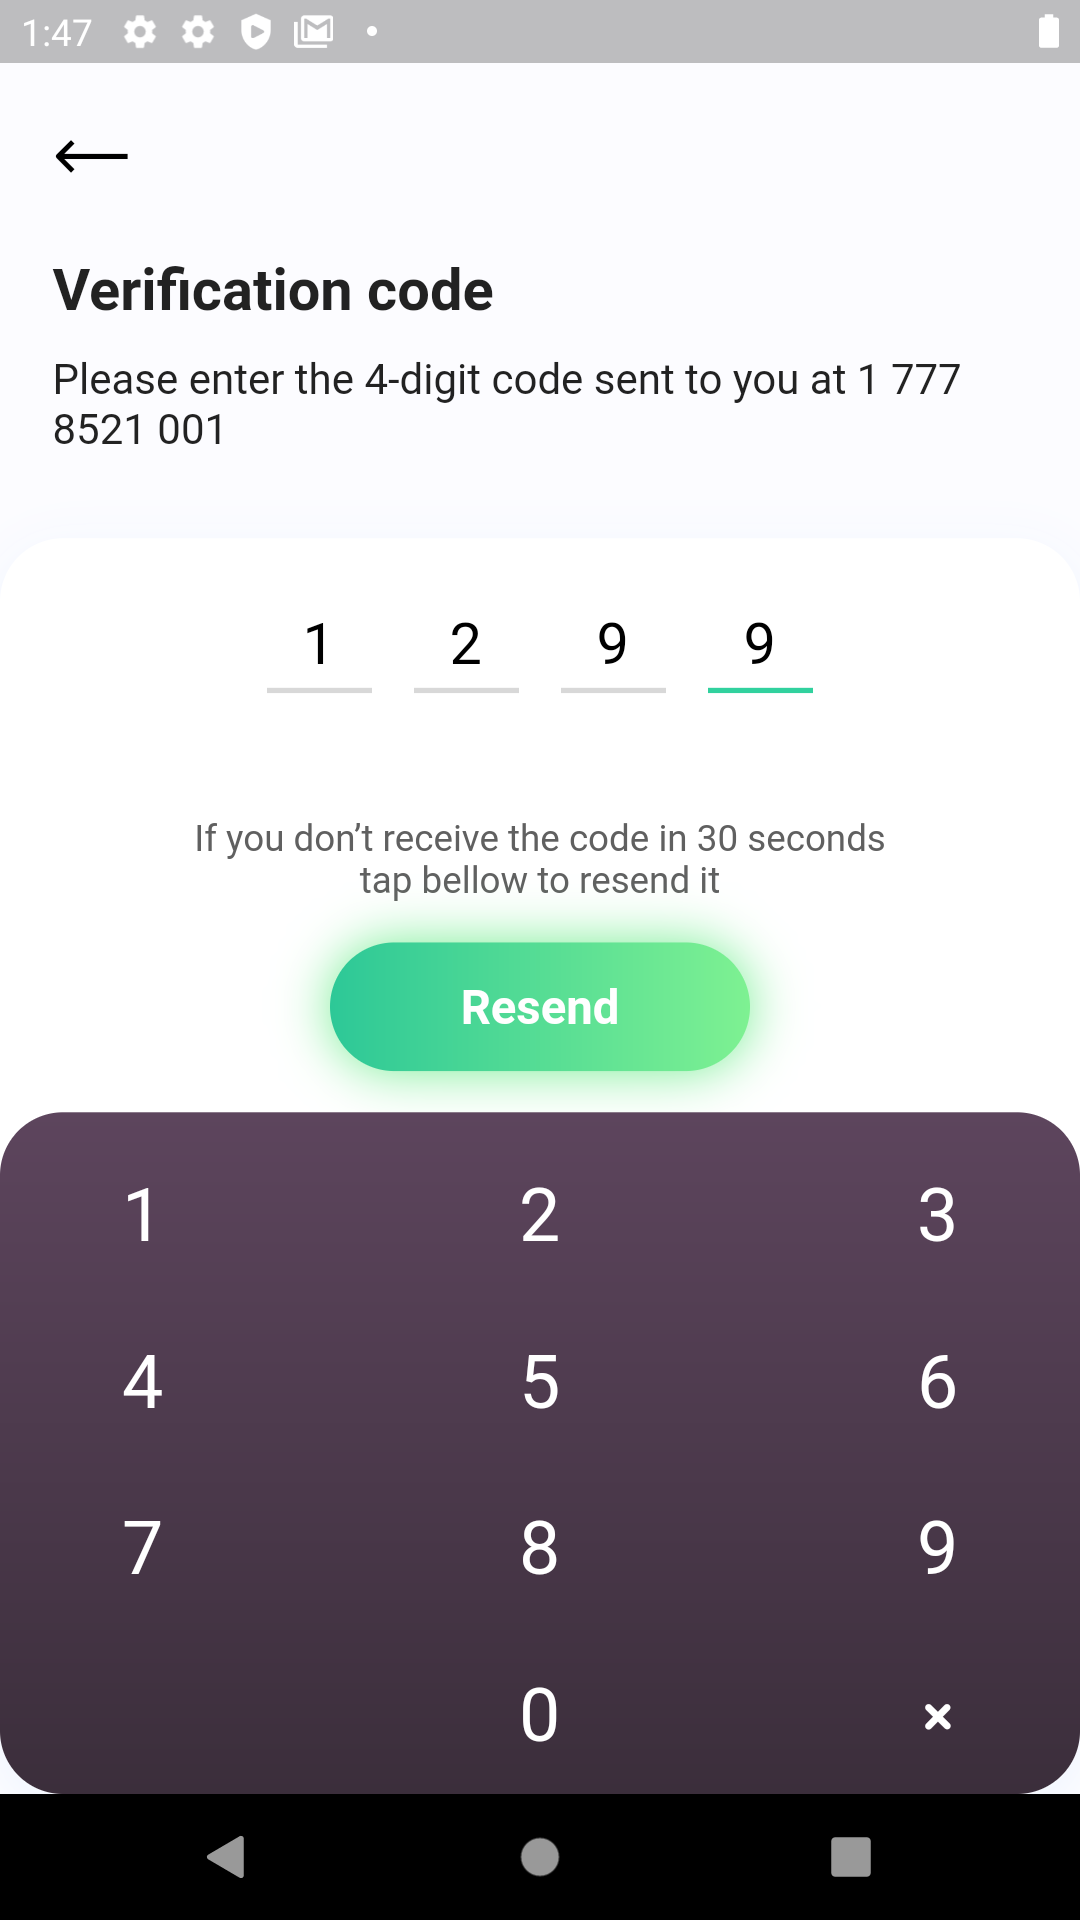 1:47
Verification code
Please enter the 4-digit code sent to you at 1 777
8521 001
1 2 9 9
If you don’t receive the code in 30 seconds
tap bellow to resend it
Resend
1 2 3
4 5 6
7 8 9
0 ×